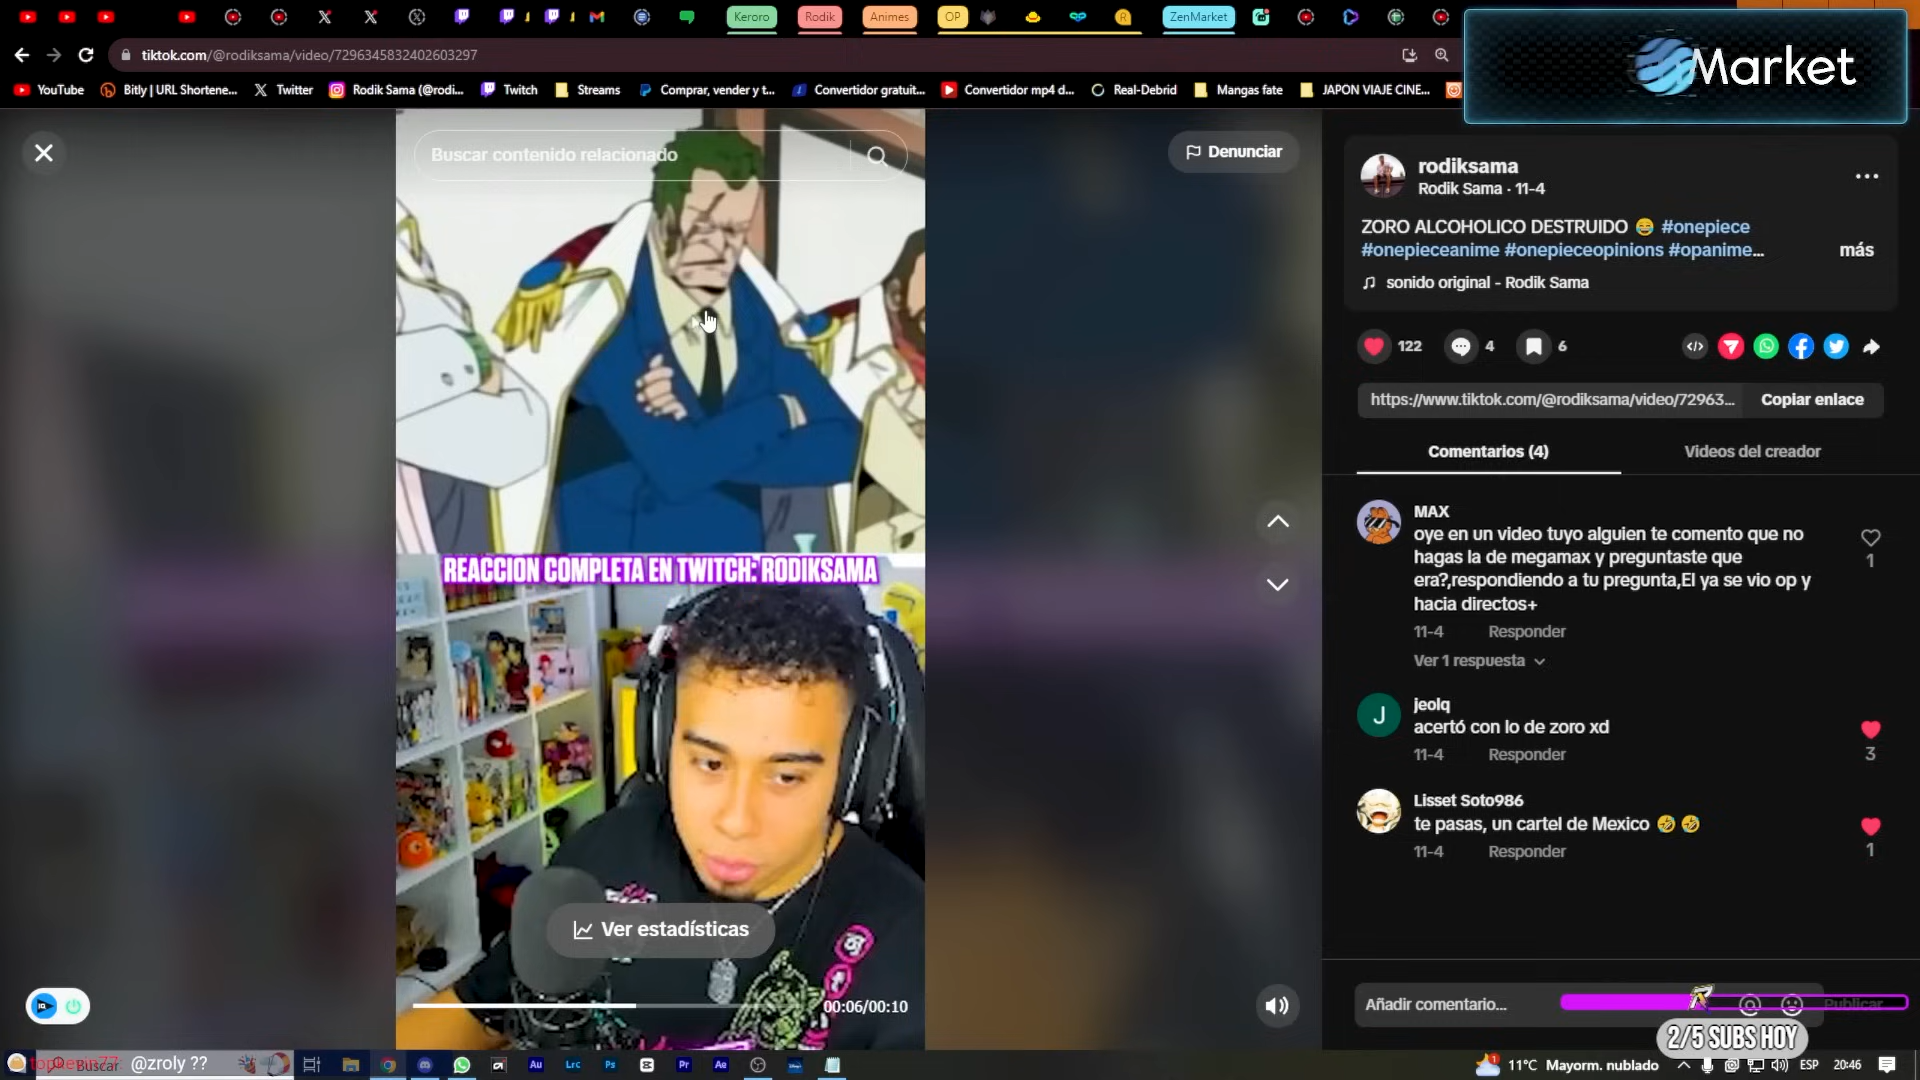 Keroro
Rodik
Animes
OP
ZenMarket
tiktok.com/@rodiksama/video/7296345832402603297
Market
YouTube
Bitly | URL Shortene...
Twitter
Rodik Sama (@rodi...
Twitch
Streams
Comprar, vender y t...
Convertidor gratuit...
Convertidor mp4 d...
Real-Debrid
Mangas fate
JAPON VIAJE CINE...
Buscar contenido relacionado
Denunciar
REACCION COMPLETA EN TWITCH: RODIKSAMA
Ver estadísticas
00:06/00:10
rodiksama
Rodik Sama · 11-4
ZORO ALCOHOLICO DESTRUIDO 😂 #onepiece
#onepieceanime #onepieceopinions #opanime...
más
sonido original - Rodik Sama
122
4
6
https://www.tiktok.com/@rodiksama/video/72963...
Copiar enlace
Comentarios (4)
Videos del creador
MAX
oye en un video tuyo alguien te comento que no
hagas la de megamax y preguntaste que
era?,respondiendo a tu pregunta,El ya se vio op y
hacia directos+
1
11-4
Responder
Ver 1 respuesta
J
jeolq
acertó con lo de zoro xd
11-4
Responder
3
Lisset Soto986
te pasas, un cartel de Mexico 🤣 🤣
11-4
Responder
1
Añadir comentario...
Publicar
2/5 SUBS HOY
Buscar
@zroly ??
Au
Lrc
Ps
Pr
Ae
1
11°C
Mayorm. nublado
ESP
20:46